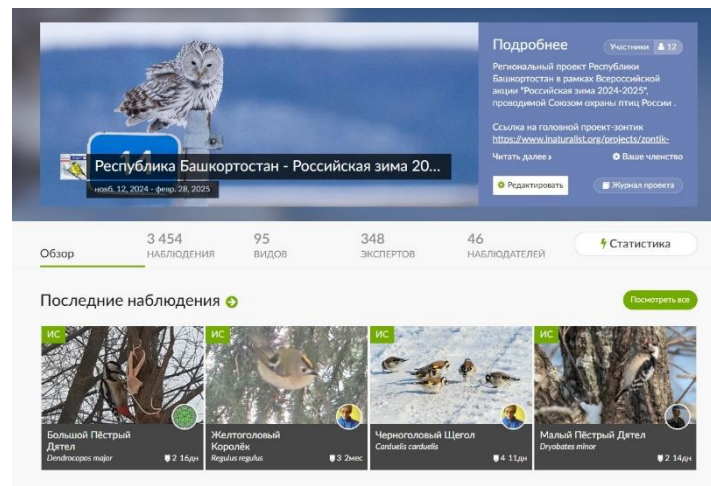 Подробнее
Участники 12
Региональный проект Республики
Башкортостан в рамках Всероссийской
акции "Российская зима 2024-2025",
проводимой Союзом охраны птиц России .
Ссылка на головной проект-зонтик
https://www.inaturalist.org/projects/zontik-
Читать далее ›
Ваше членство
Редактировать
Журнал проекта
14
Республика Башкортостан - Российская зима 20...
нояб. 12, 2024 - февр. 28, 2025
Обзор
3 454
НАБЛЮДЕНИЯ
95
ВИДОВ
348
ЭКСПЕРТОВ
46
НАБЛЮДАТЕЛЕЙ
Статистика
Последние наблюдения
Посмотреть все
ИС
Большой Пёстрый
Дятел
Dendrocopos major
2 16дн
ИС
Желтоголовый
Королёк
Regulus regulus
3 2мес
ИС
Черноголовый Щегол
Carduelis carduelis
4 11дн
ИС
Малый Пёстрый Дятел
Dryobates minor
2 14дн